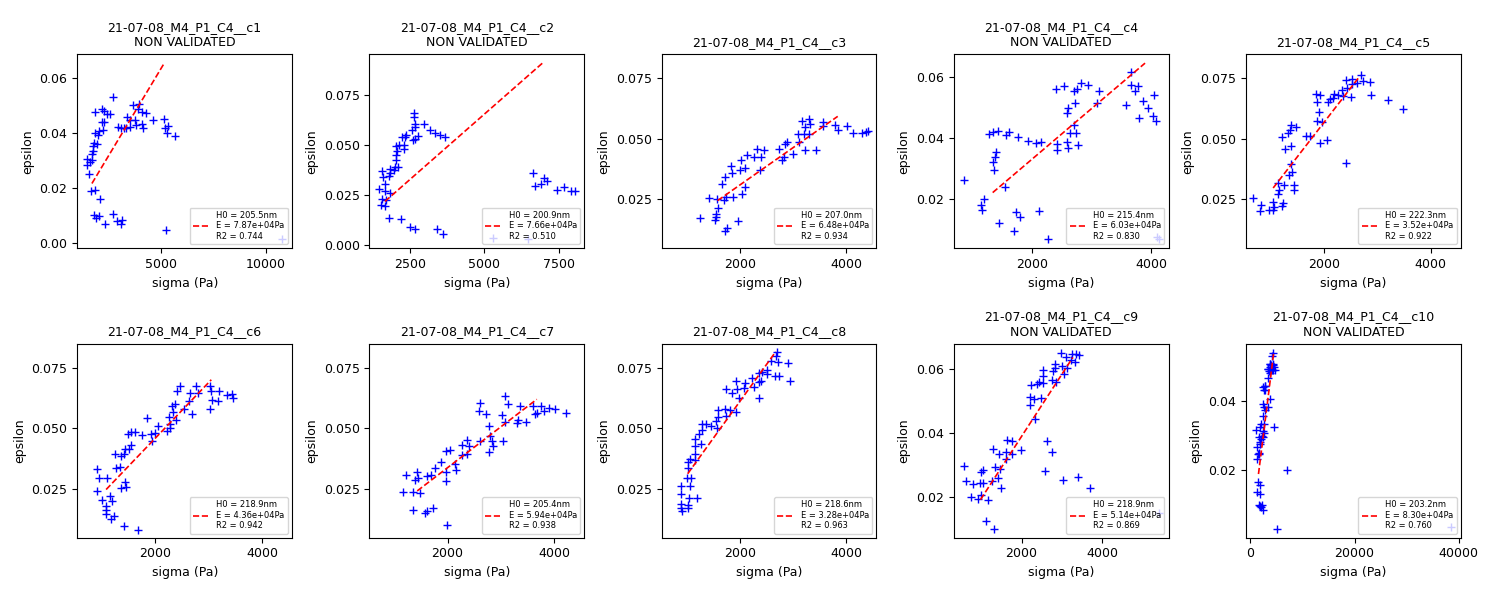 21-07-08_M4_P1_C4__c1
NON VALIDATED
epsilon
0.06
0.04
0.02
0.00
5000
10000
sigma (Pa)
H0 = 205.5nm
E = 7.87e+04Pa
R2 = 0.744
21-07-08_M4_P1_C4__c2
NON VALIDATED
epsilon
0.075
0.050
0.025
0.000
2500
5000
7500
sigma (Pa)
H0 = 200.9nm
E = 7.66e+04Pa
R2 = 0.510
21-07-08_M4_P1_C4__c3
epsilon
0.075
0.050
0.025
2000
4000
sigma (Pa)
H0 = 207.0nm
E = 6.48e+04Pa
R2 = 0.934
21-07-08_M4_P1_C4__c4
NON VALIDATED
epsilon
0.06
0.04
0.02
2000
4000
sigma (Pa)
H0 = 215.4nm
E = 6.03e+04Pa
R2 = 0.830
21-07-08_M4_P1_C4__c5
epsilon
0.075
0.050
0.025
2000
4000
sigma (Pa)
H0 = 222.3nm
E = 3.52e+04Pa
R2 = 0.922
21-07-08_M4_P1_C4__c6
epsilon
0.075
0.050
0.025
2000
4000
sigma (Pa)
H0 = 218.9nm
E = 4.36e+04Pa
R2 = 0.942
21-07-08_M4_P1_C4__c7
epsilon
0.075
0.050
0.025
2000
4000
sigma (Pa)
H0 = 205.4nm
E = 5.94e+04Pa
R2 = 0.938
21-07-08_M4_P1_C4__c8
epsilon
0.075
0.050
0.025
2000
4000
sigma (Pa)
H0 = 218.6nm
E = 3.28e+04Pa
R2 = 0.963
21-07-08_M4_P1_C4__c9
NON VALIDATED
epsilon
0.06
0.04
0.02
2000
4000
sigma (Pa)
H0 = 218.9nm
E = 5.14e+04Pa
R2 = 0.869
21-07-08_M4_P1_C4__c10
NON VALIDATED
epsilon
0.04
0.02
0
20000
40000
sigma (Pa)
H0 = 203.2nm
E = 8.30e+04Pa
R2 = 0.760